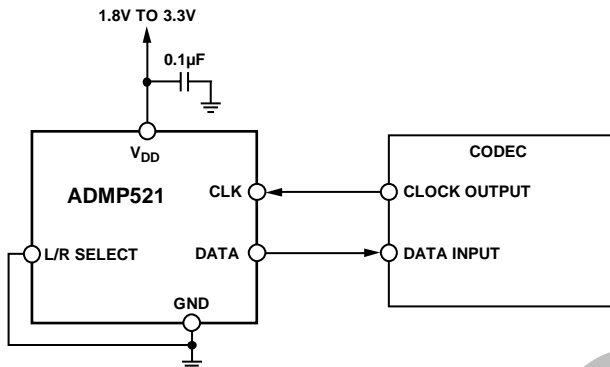 1.8V TO 3.3V
0.1µF
VDD
CODEC
ADMP521
CLK
CLOCK OUTPUT
L/R SELECT
DATA
DATA INPUT
GND